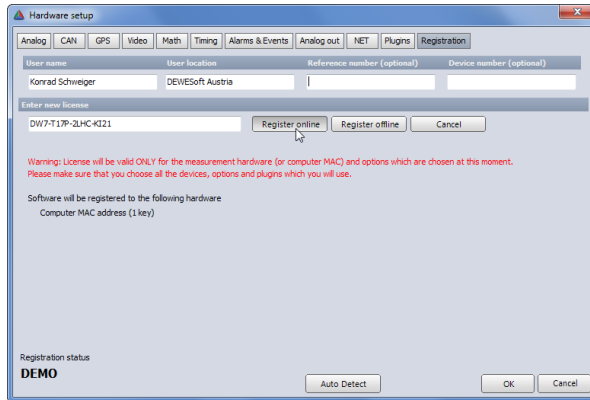 Hardware setup
Analog CAN GPS Video Math Timing Alarms & Events Analog out NET Plugins Registration
User name User location Reference number (optional) Device number (optional)
Konrad Schweiger DEWESoft Austria
Enter new license
DW7-T17P-2LHC-KI21 Register online Register offline Cancel
Warning: License will be valid ONLY for the measurement hardware (or computer MAC) and options which are chosen at this moment.
Please make sure that you choose all the devices, options and plugins which you will use.
Software will be registered to the following hardware
Computer MAC address (1 key)
Registration status
DEMO
Auto Detect OK Cancel